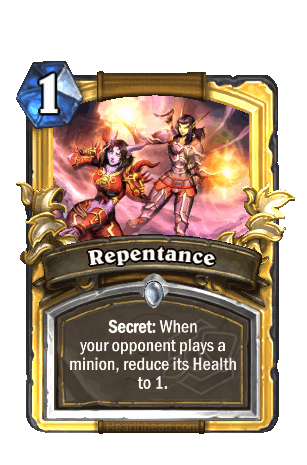 1
Repentance
Secret: When
your opponent plays a
minion, reduce its Health
to 1.